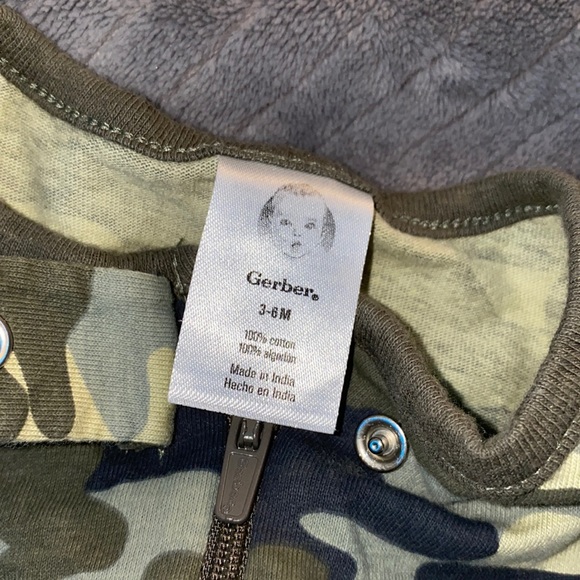 Gerber®
3-6M
100% cotton
100% algodón
Made in India
Hecho en India